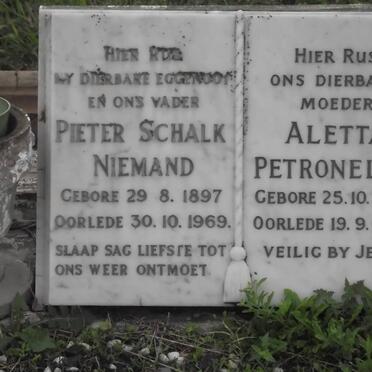 HIER RUS
MY DIERBARE EGGENOOT
EN ONS VADER
PIETER SCHALK
NIEMAND
GEBORE 29 8. 1897
OORLEDE 30. 10. 1969.
SLAAP SAG LIEFSTE TOT
ONS WEER ONTMOET
HIER RUS
ONS DIERBA
MOEDER
ALETTA
PETRONEL
GEBORE 25.10.
OORLEDE 19. 9.
VEILIG BY JE